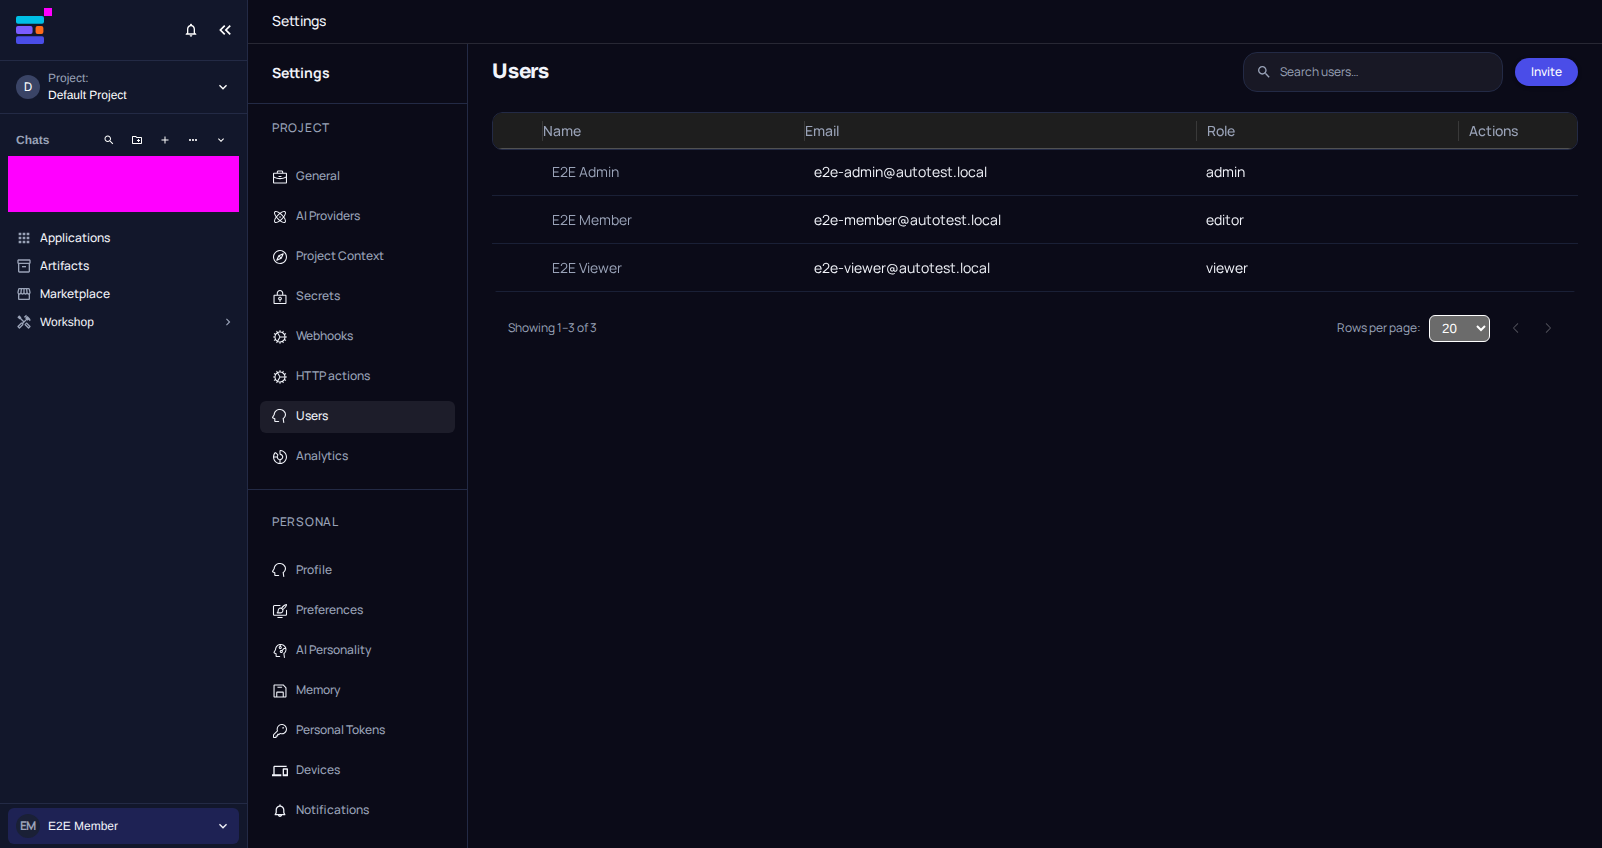 Settings
D
Project:
Default Project
Chats
Applications
Artifacts
Marketplace
Workshop
EM
E2E Member
Settings
PROJECT
General
AI Providers
Project Context
Secrets
Webhooks
HTTP actions
Users
Analytics
PERSONAL
Profile
Preferences
AI Personality
Memory
Personal Tokens
Devices
Notifications
Users
Search users...
Invite
Name Email Role Actions
E2E Admin e2e-admin@autotest.local admin
E2E Member e2e-member@autotest.local editor
E2E Viewer e2e-viewer@autotest.local viewer
Showing 1–3 of 3
Rows per page: 20